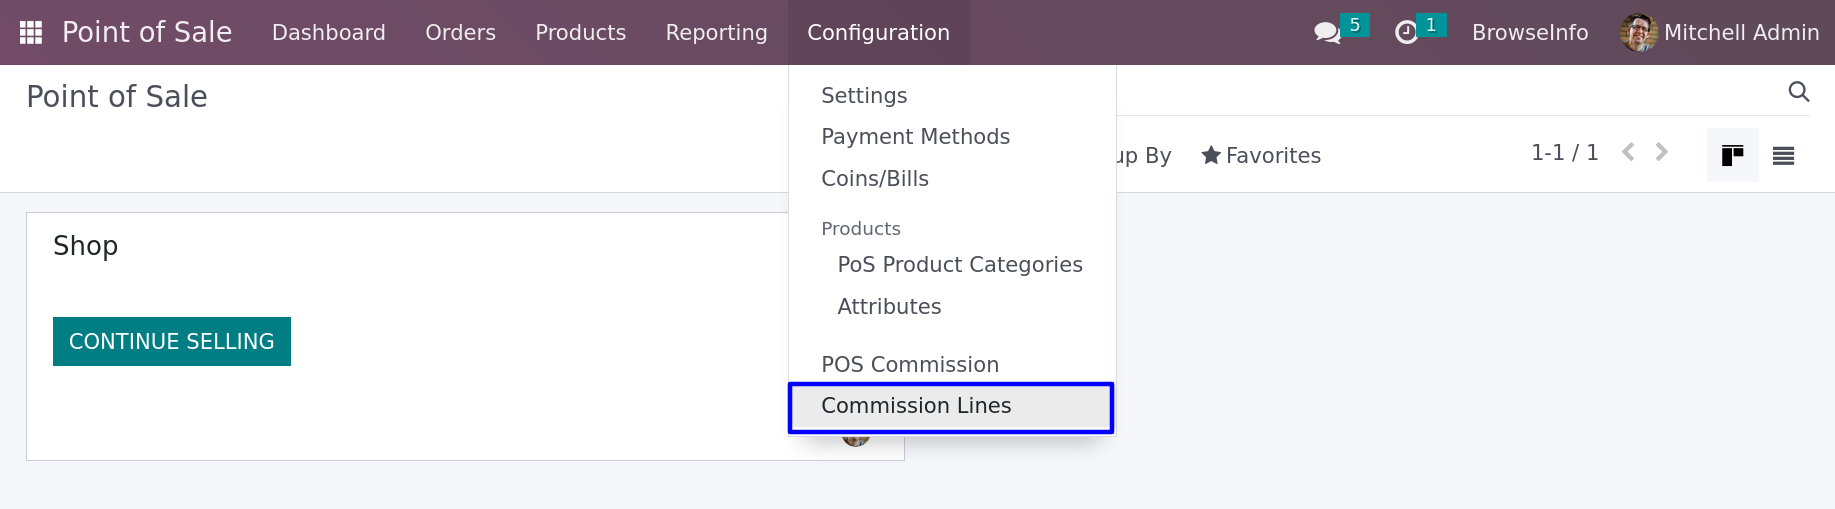 Point of Sale Dashboard Orders Products Reporting Configuration 5 1 BrowseInfo Mitchell Admin
Point of Sale
Settings
Payment Methods
Coins/Bills
Products
PoS Product Categories
Attributes
POS Commission
Commission Lines
up By Favorites 1-1 / 1
Shop
CONTINUE SELLING